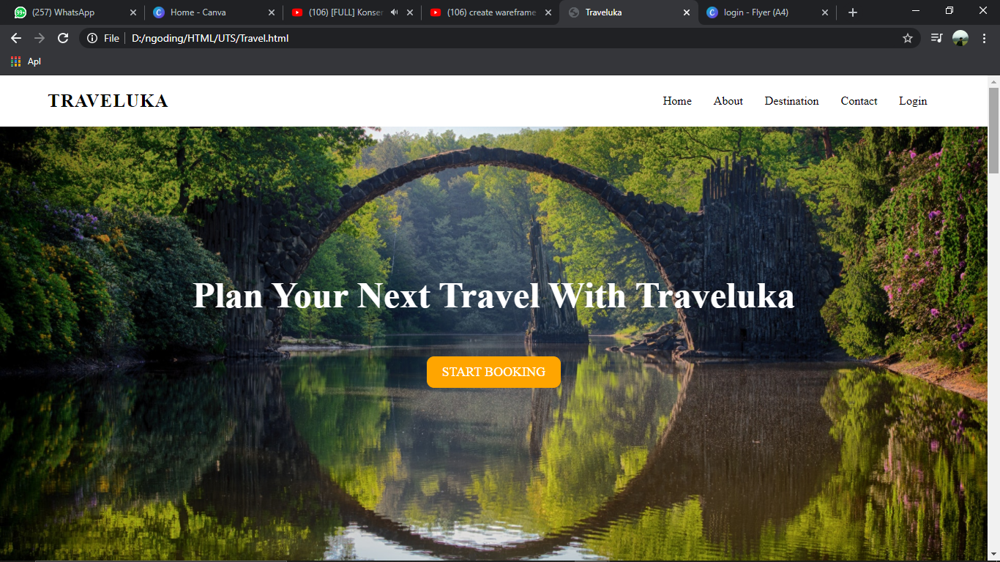 (257) WhatsApp
Home - Canva
(106) [FULL] Konser
(106) create wareframe
Traveluka
login - Flyer (A4)
File D:/ngoding/HTML/UTS/Travel.html
Apl
TRAVELUKA
Home About Destination Contact Login
Plan Your Next Travel With Traveluka
START BOOKING